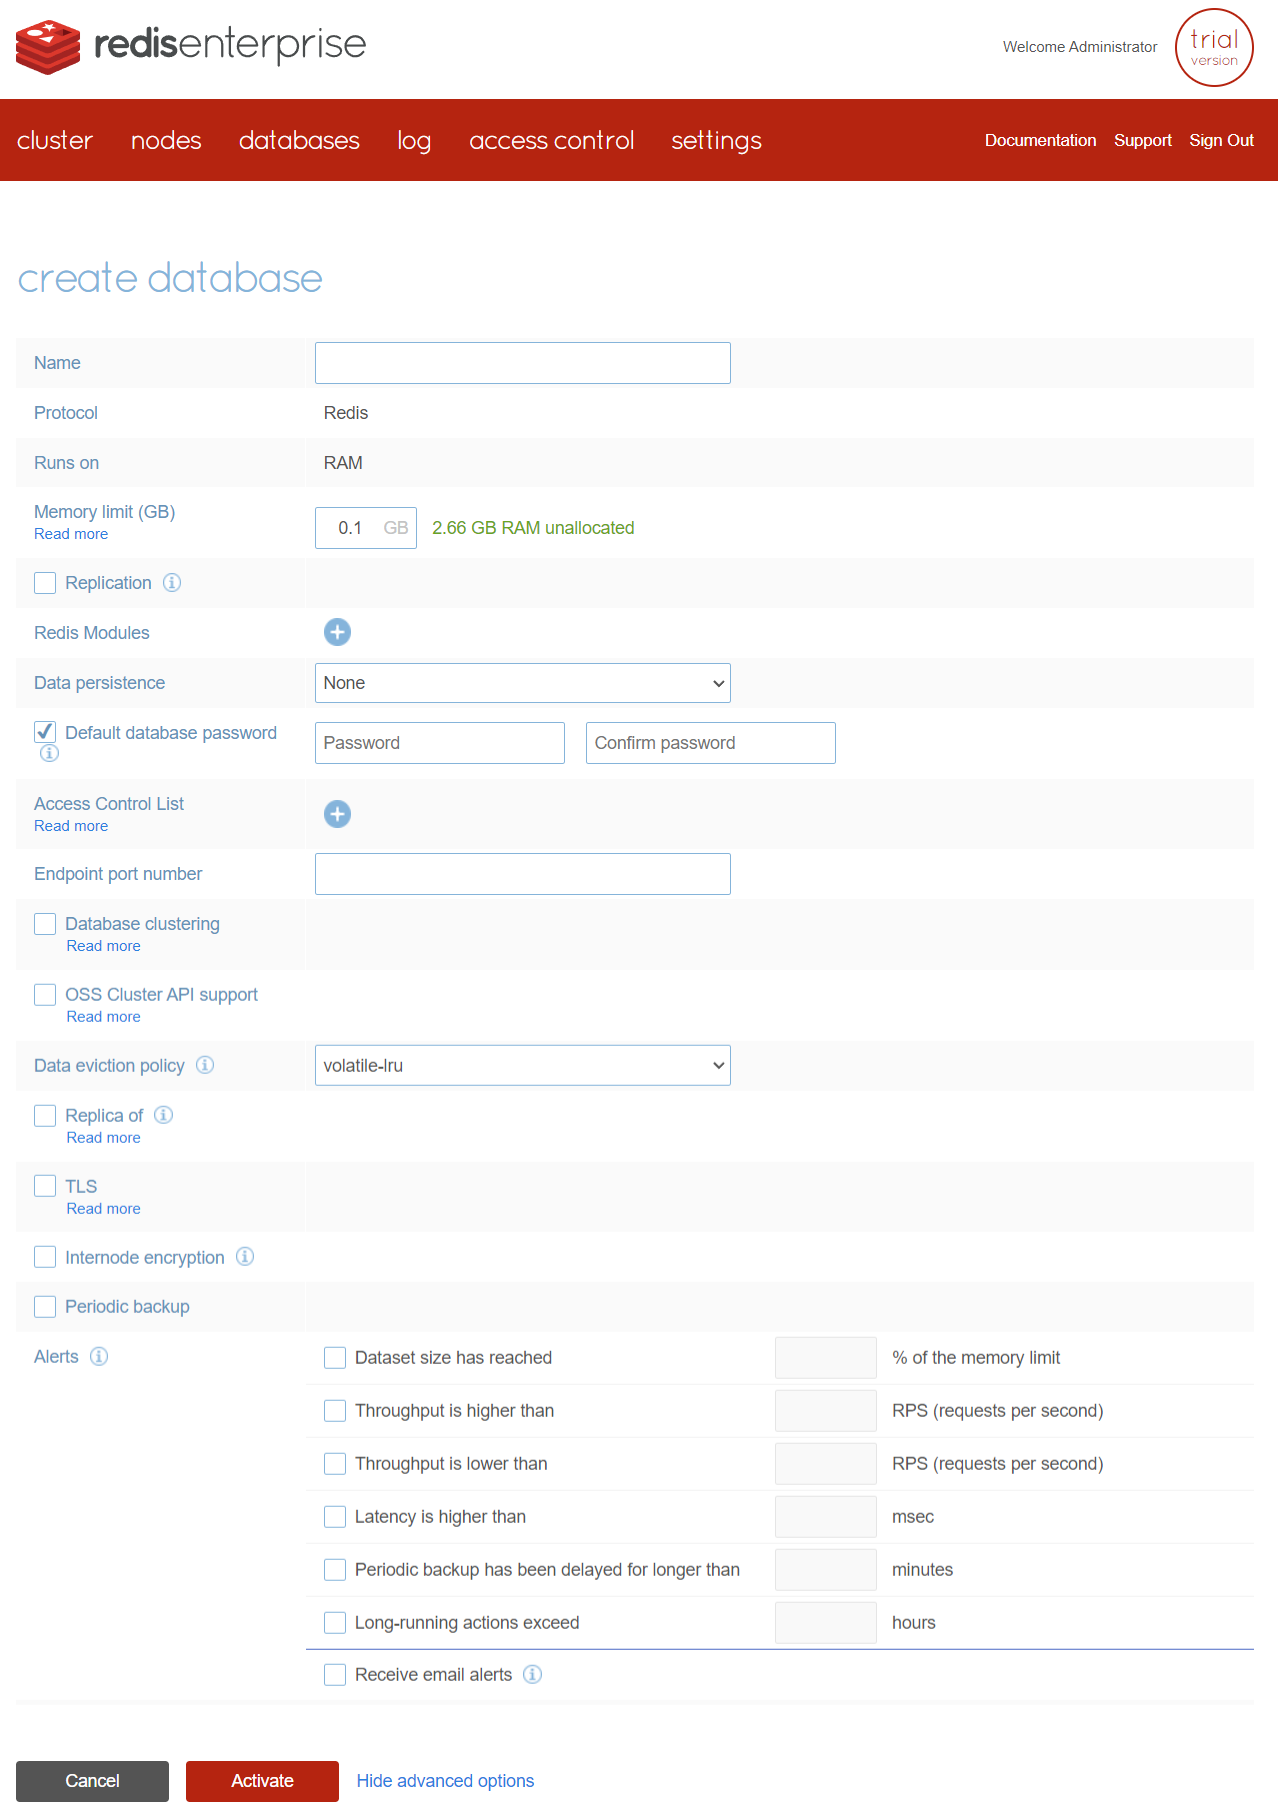 redisenterprise
Welcome Administrator
trial
version
cluster nodes databases log access control settings Documentation Support Sign Out
create database
Name
Protocol Redis
Runs on RAM
Memory limit (GB)
Read more
0.1 GB 2.66 GB RAM unallocated
Replication
Redis Modules
Data persistence None
Default database password Password Confirm password
Access Control List
Read more
Endpoint port number
Database clustering
Read more
OSS Cluster API support
Read more
Data eviction policy volatile-lru
Replica of
Read more
TLS
Read more
Internode encryption
Periodic backup
Alerts Dataset size has reached % of the memory limit
Throughput is higher than RPS (requests per second)
Throughput is lower than RPS (requests per second)
Latency is higher than msec
Periodic backup has been delayed for longer than minutes
Long-running actions exceed hours
Receive email alerts
Cancel Activate Hide advanced options